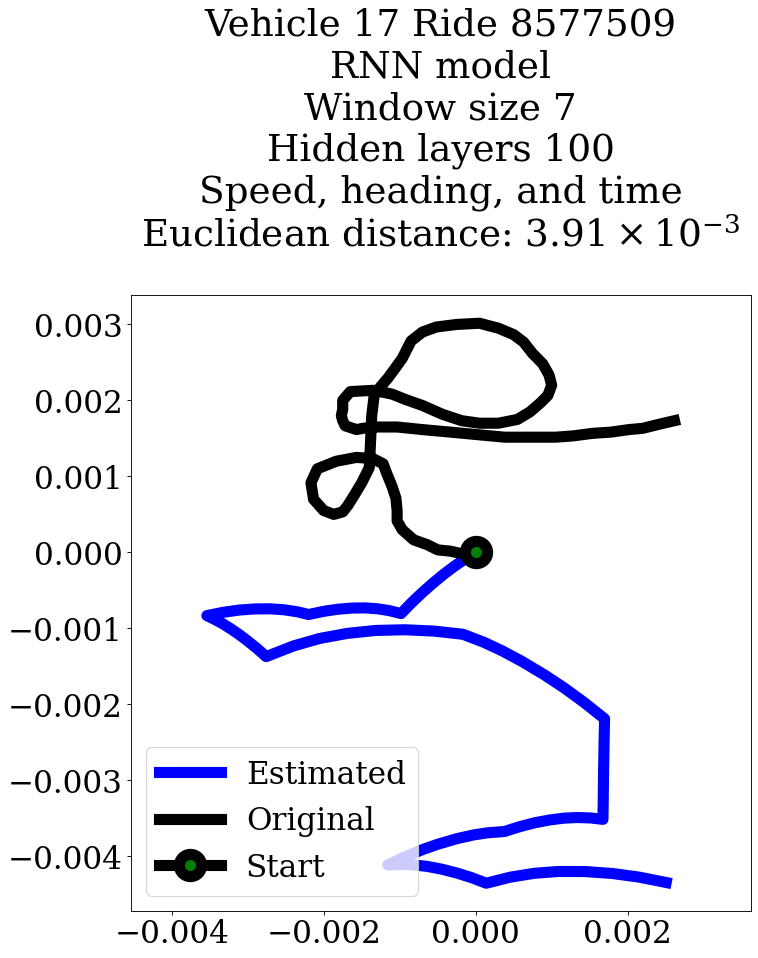 Vehicle 17 Ride 8577509
RNN model
Window size 7
Hidden layers 100
Speed, heading, and time
Euclidean distance: 3.91 × 10⁻³
0.003
0.002
0.001
0.000
−0.001
−0.002
−0.003
−0.004
Estimated
Original
Start
−0.004 −0.002 0.000 0.002